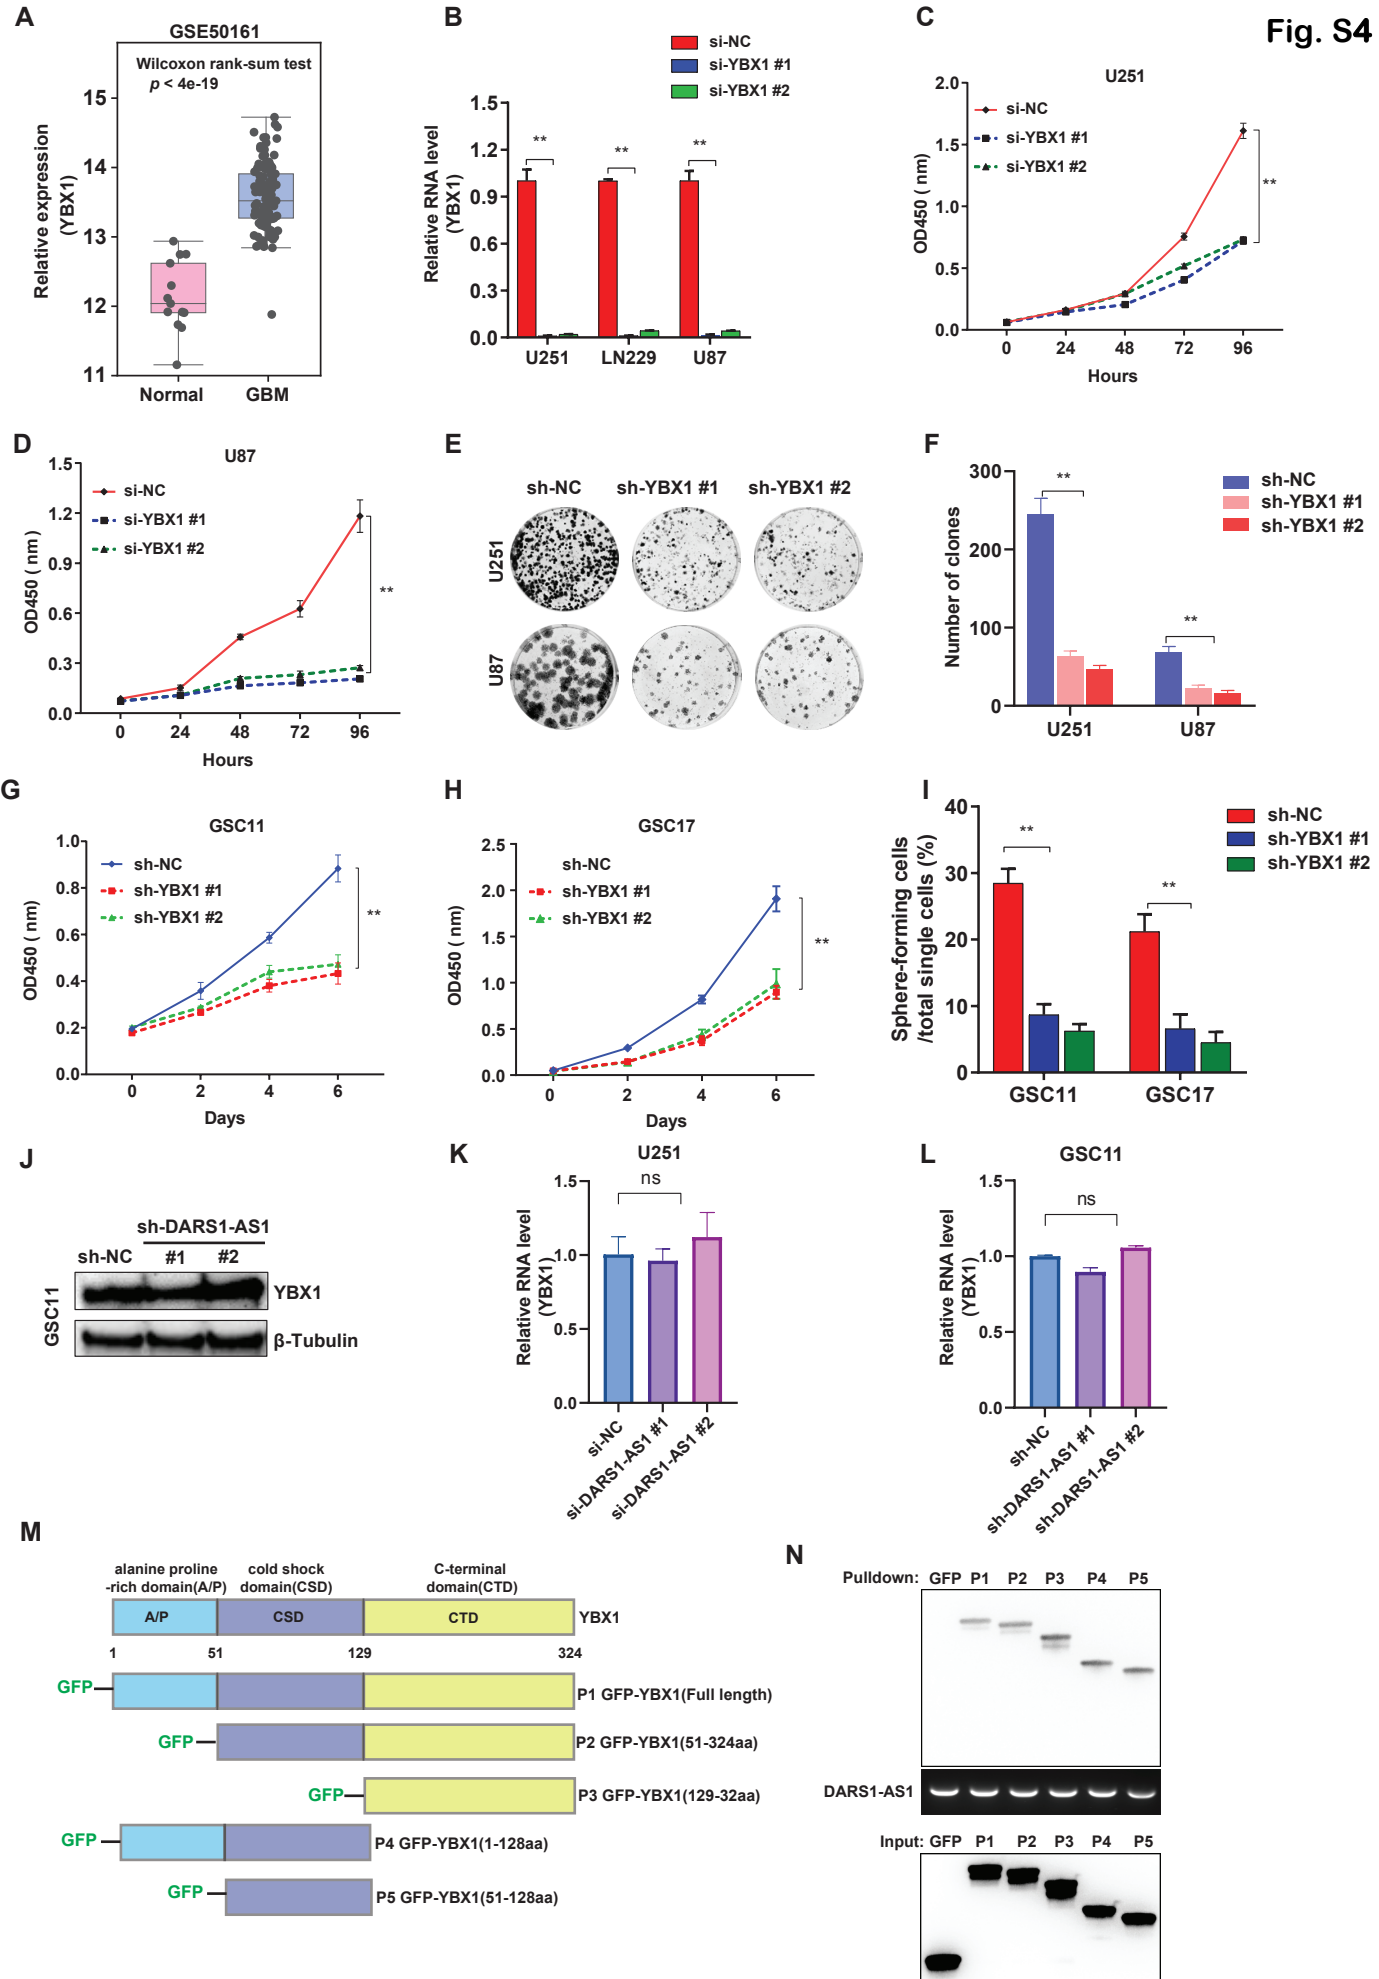 Fig. S4
A
GSE50161
Wilcoxon rank-sum test
p < 4e-19
Relative expression
(YBX1)
15
14
13
12
11
Normal
GBM
B
si-NC
si-YBX1 #1
si-YBX1 #2
Relative RNA level
(YBX1)
1.5
1.2
0.9
0.6
0.3
0.0
**
**
**
U251
LN229
U87
C
U251
si-NC
si-YBX1 #1
si-YBX1 #2
OD450 ( nm)
2.0
1.5
1.0
0.5
0.0
**
0
24
48
72
96
Hours
D
U87
si-NC
si-YBX1 #1
si-YBX1 #2
OD450 ( nm)
1.5
1.2
0.9
0.6
0.3
0.0
**
0
24
48
72
96
Hours
E
sh-NC
sh-YBX1 #1
sh-YBX1 #2
U251
U87
F
sh-NC
sh-YBX1 #1
sh-YBX1 #2
Number of clones
300
200
100
0
**
**
U251
U87
G
GSC11
sh-NC
sh-YBX1 #1
sh-YBX1 #2
OD450 ( nm)
1.0
0.8
0.6
0.4
0.2
0.0
**
0
2
4
6
Days
H
GSC17
sh-NC
sh-YBX1 #1
sh-YBX1 #2
OD450 ( nm)
2.5
2.0
1.5
1.0
0.5
0.0
**
0
2
4
6
Days
I
sh-NC
sh-YBX1 #1
sh-YBX1 #2
Sphere-forming cells
/total single cells (%)
40
30
20
10
0
**
**
GSC11
GSC17
J
sh-DARS1-AS1
sh-NC
#1
#2
GSC11
YBX1
β-Tubulin
K
U251
Relative RNA level
(YBX1)
1.5
1.0
0.5
0.0
ns
si-NC
si-DARS1-AS1 #1
si-DARS1-AS1 #2
L
GSC11
Relative RNA level
(YBX1)
1.5
1.0
0.5
0.0
ns
sh-NC
sh-DARS1-AS1 #1
sh-DARS1-AS1 #2
M
alanine proline
-rich domain(A/P)
cold shock
domain(CSD)
C-terminal
domain(CTD)
A/P
CSD
CTD
YBX1
1
51
129
324
GFP
P1 GFP-YBX1(Full length)
GFP
P2 GFP-YBX1(51-324aa)
GFP
P3 GFP-YBX1(129-32aa)
GFP
P4 GFP-YBX1(1-128aa)
GFP
P5 GFP-YBX1(51-128aa)
N
Pulldown: GFP P1 P2 P3 P4 P5
DARS1-AS1
Input: GFP P1 P2 P3 P4 P5